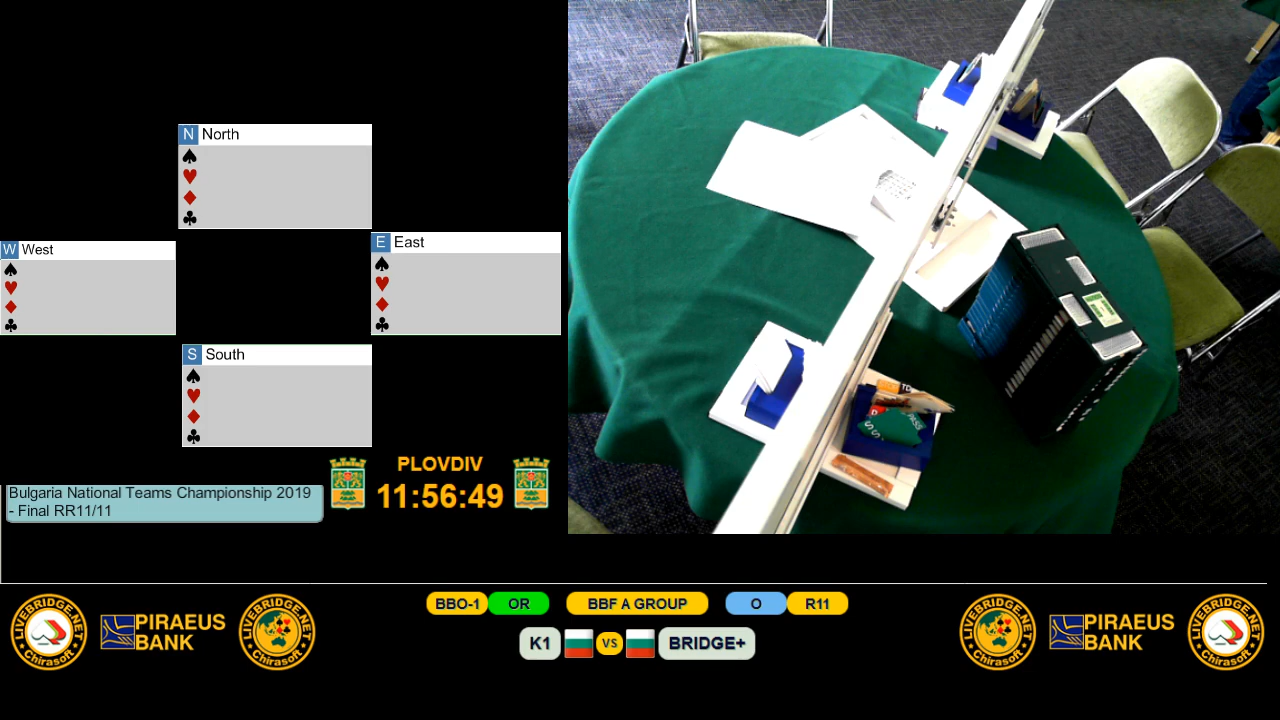 N North
W West
E East
S South
PLOVDIV
11:56:49
Bulgaria National Teams Championship 2019
- Final RR11/11
BBO-1 OR BBF A GROUP O R11
K1 VS BRIDGE+
LIVEBRIDGE.NET
Chirasoft
PIRAEUS
BANK
LIVEBRIDGE.NET
Chirasoft
LIVEBRIDGE.NET
Chirasoft
PIRAEUS
BANK
LIVEBRIDGE.NET
Chirasoft
PASS